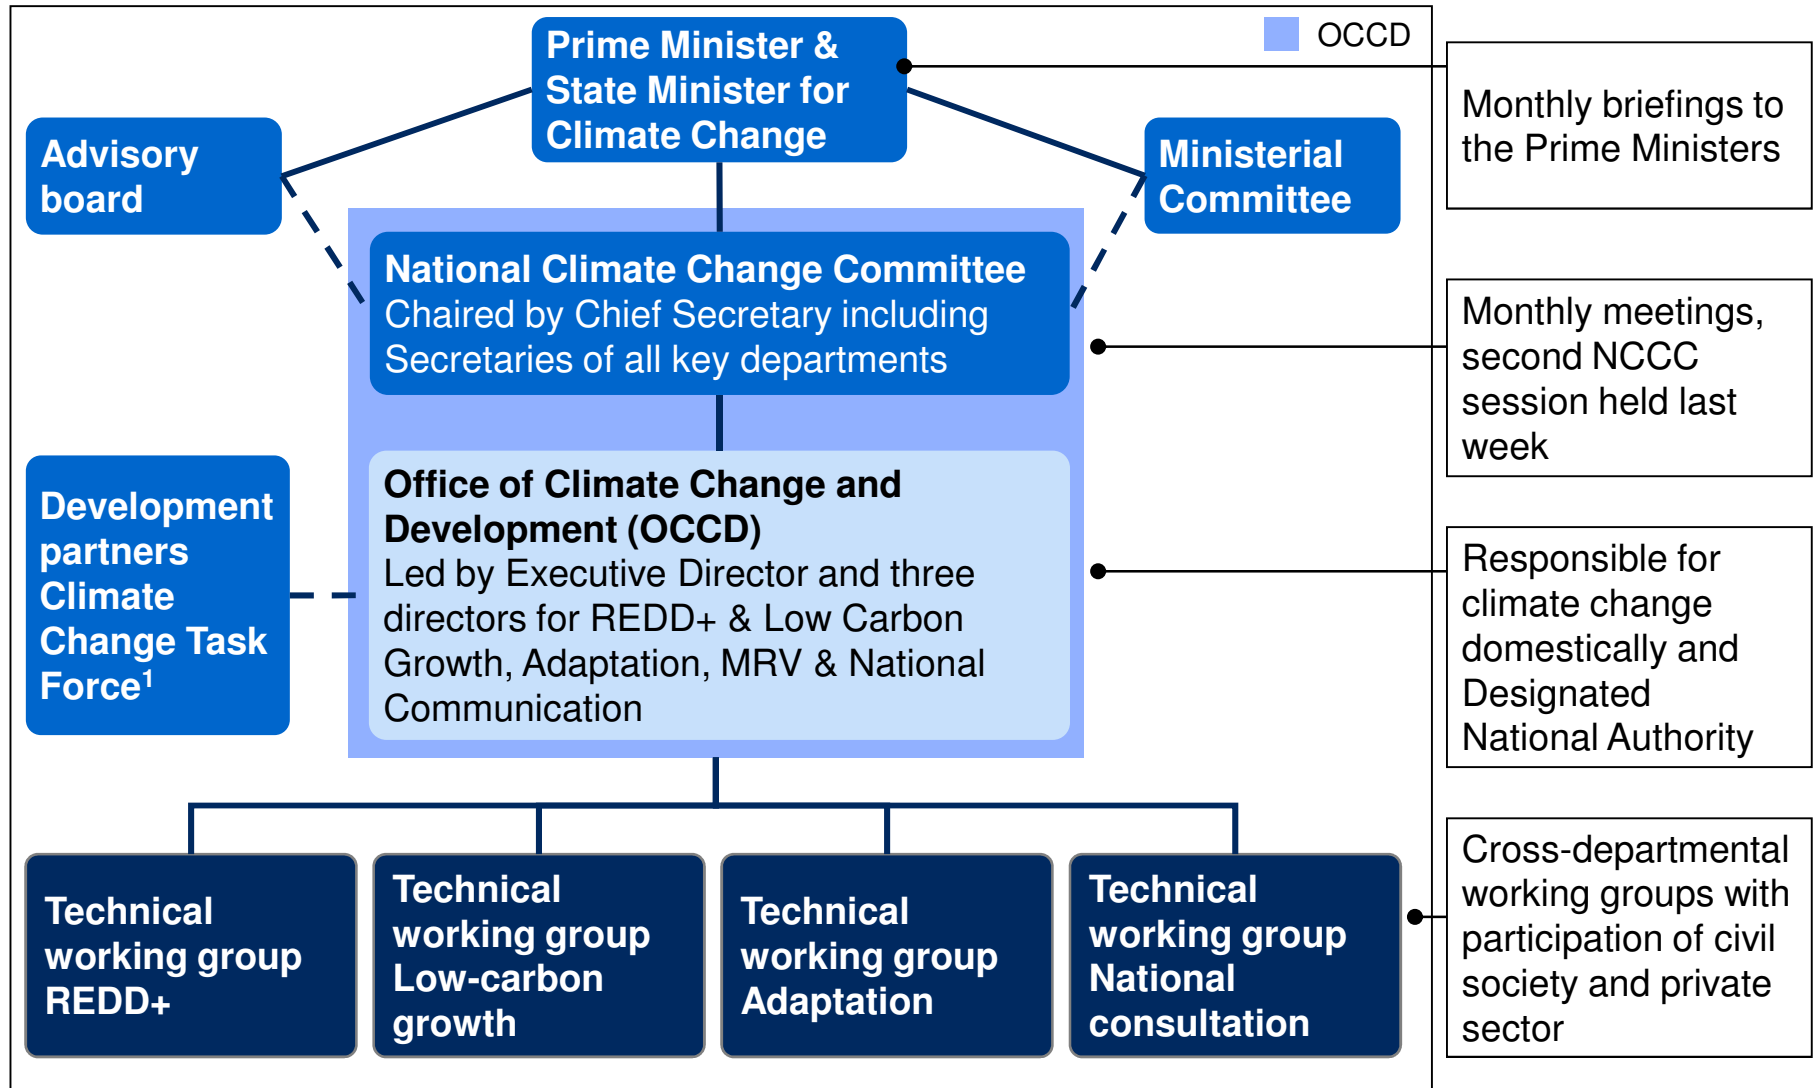 Prime Minister &
State Minister for
Climate Change
OCCD
Monthly briefings to
the Prime Ministers
Advisory
board
Ministerial
Committee
National Climate Change Committee
Chaired by Chief Secretary including
Secretaries of all key departments
Monthly meetings,
second NCCC
session held last
week
Development
partners
Climate
Change Task
Force1
Office of Climate Change and
Development (OCCD)
Led by Executive Director and three
directors for REDD+ & Low Carbon
Growth, Adaptation, MRV & National
Communication
Responsible for
climate change
domestically and
Designated
National Authority
Technical
working group
REDD+
Technical
working group
Low-carbon
growth
Technical
working group
Adaptation
Technical
working group
National
consultation
Cross-departmental
working groups with
participation of civil
society and private
sector